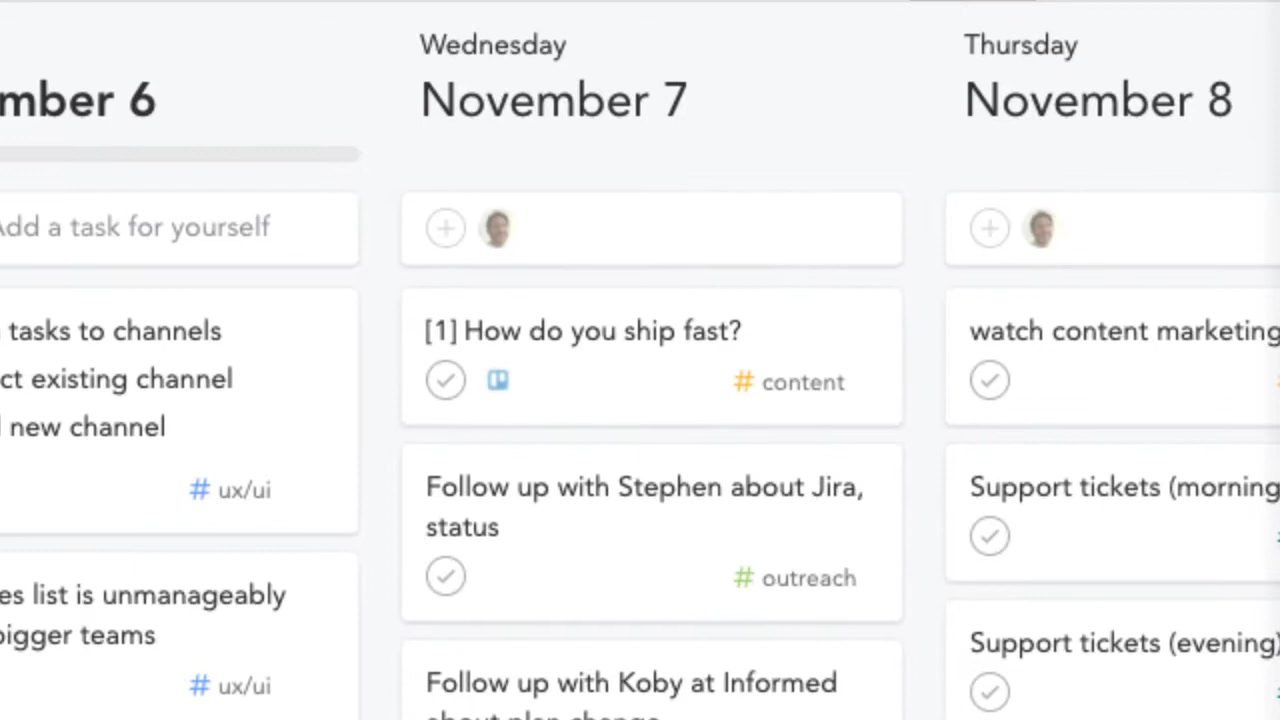 mber 6
Add a task for yourself
tasks to channels
ct existing channel
new channel
# ux/ui
es list is unmanageably
bigger teams
# ux/ui
Wednesday
November 7
[1] How do you ship fast?
# content
Follow up with Stephen about Jira,
status
# outreach
Follow up with Koby at Informed
about plan change
Thursday
November 8
watch content marketing
Support tickets (morning
Support tickets (evening)